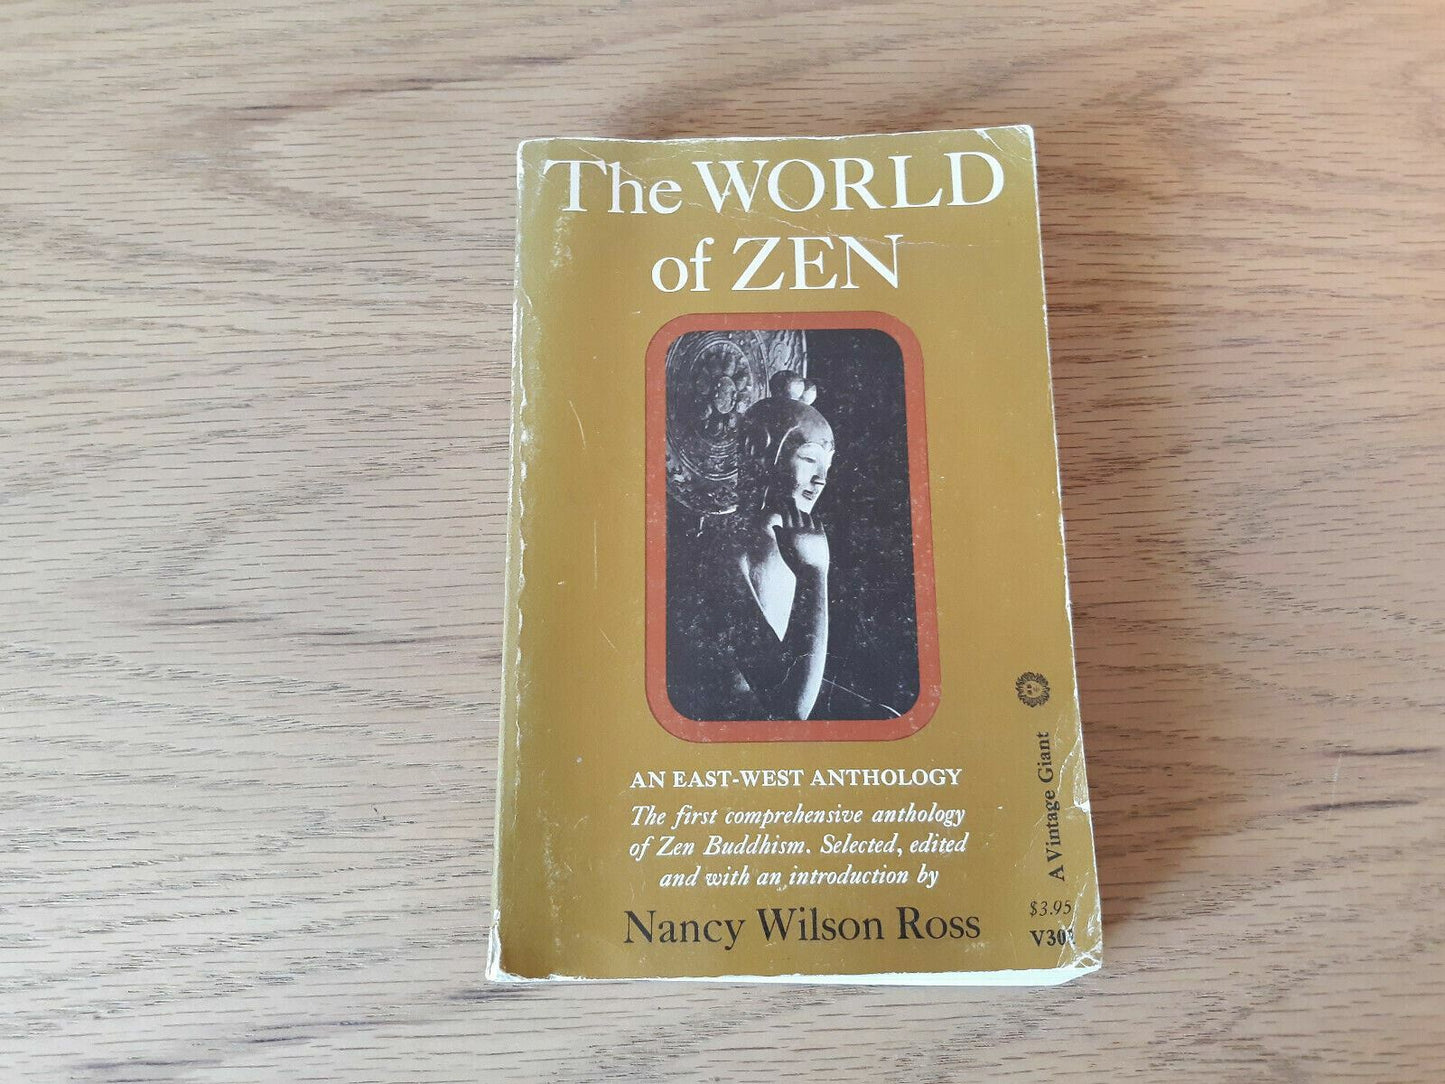 The WORLD
of ZEN
AN EAST-WEST ANTHOLOGY
The first comprehensive anthology
of Zen Buddhism. Selected, edited
and with an introduction by
Nancy Wilson Ross
A Vintage Giant
$3.95